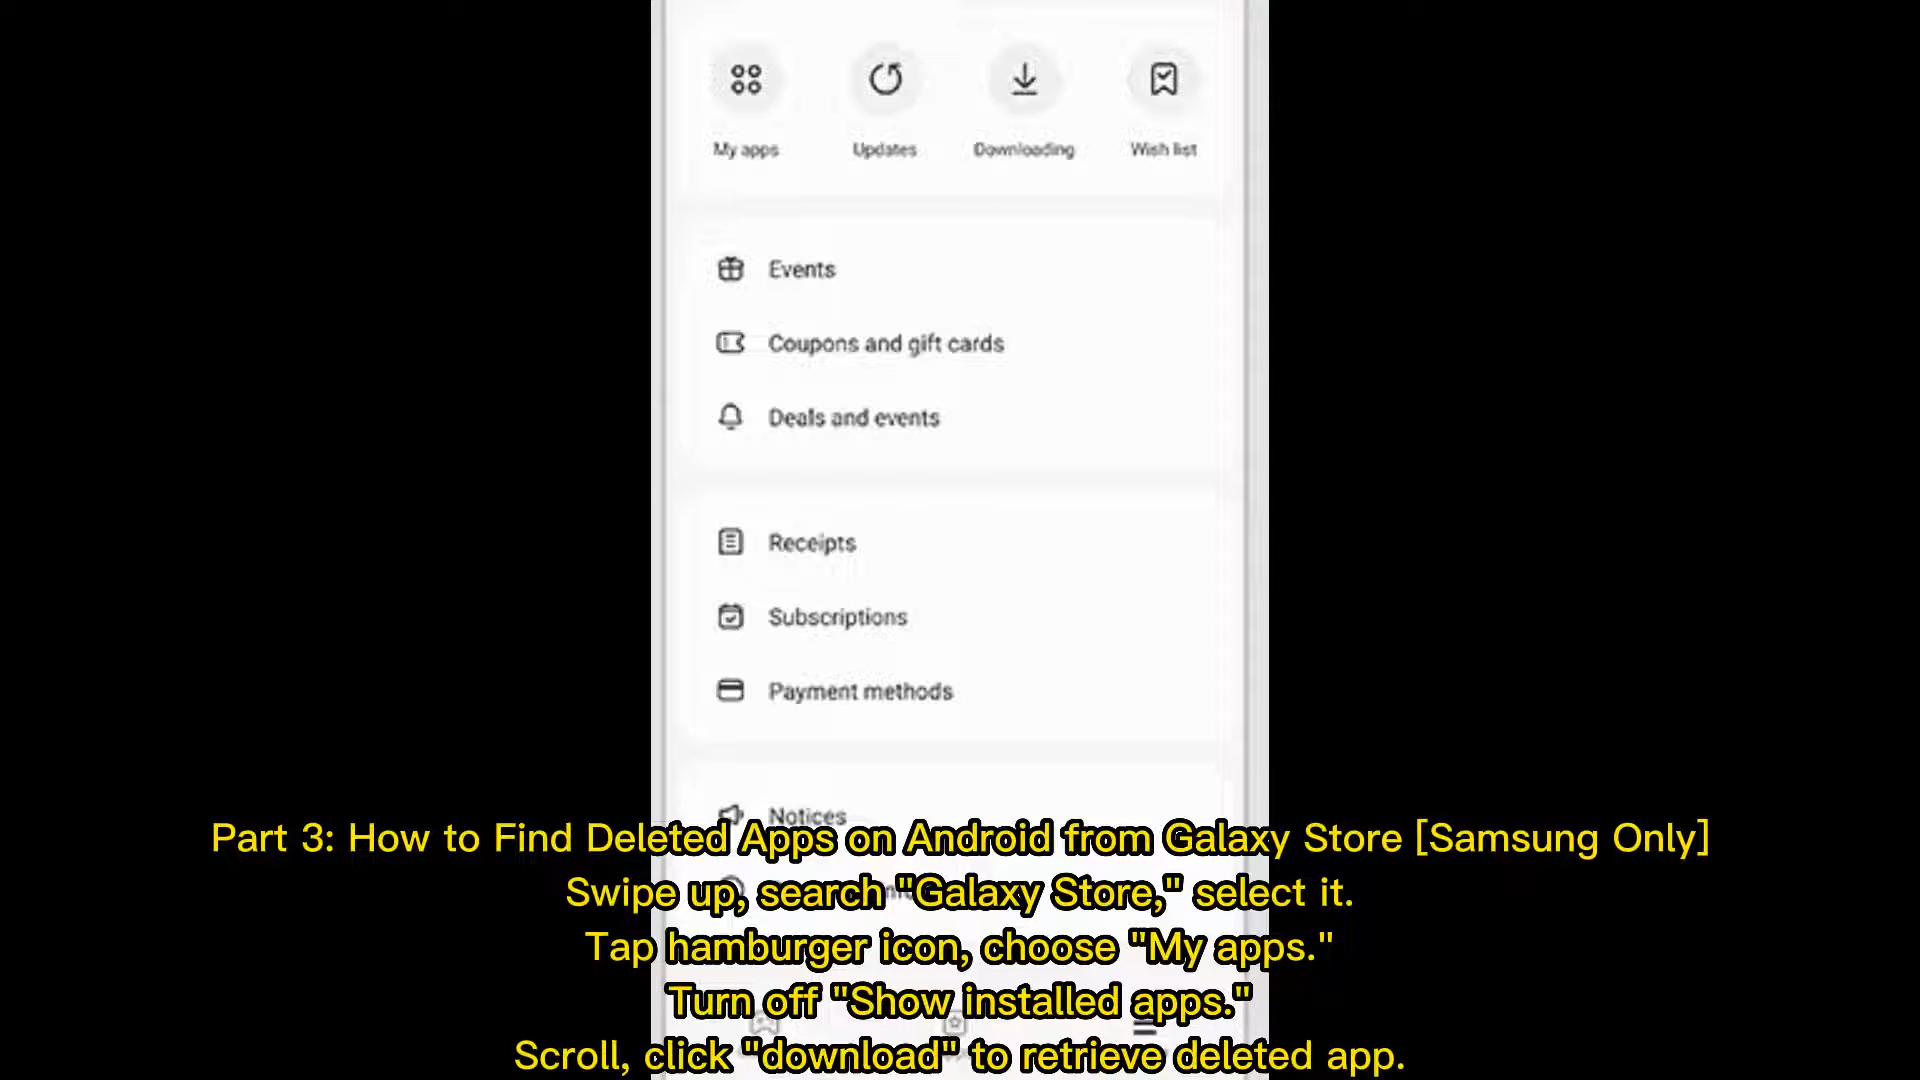 My apps
Updates
Downloading
Wish list
Events
Coupons and gift cards
Deals and events
Receipts
Subscriptions
Payment methods
Notices
Part 3: How to Find Deleted Apps on Android from Galaxy Store [Samsung Only]
Swipe up, search "Galaxy Store," select it.
Tap hamburger icon, choose "My apps."
Turn off "Show installed apps."
Scroll, click "download" to retrieve deleted app.